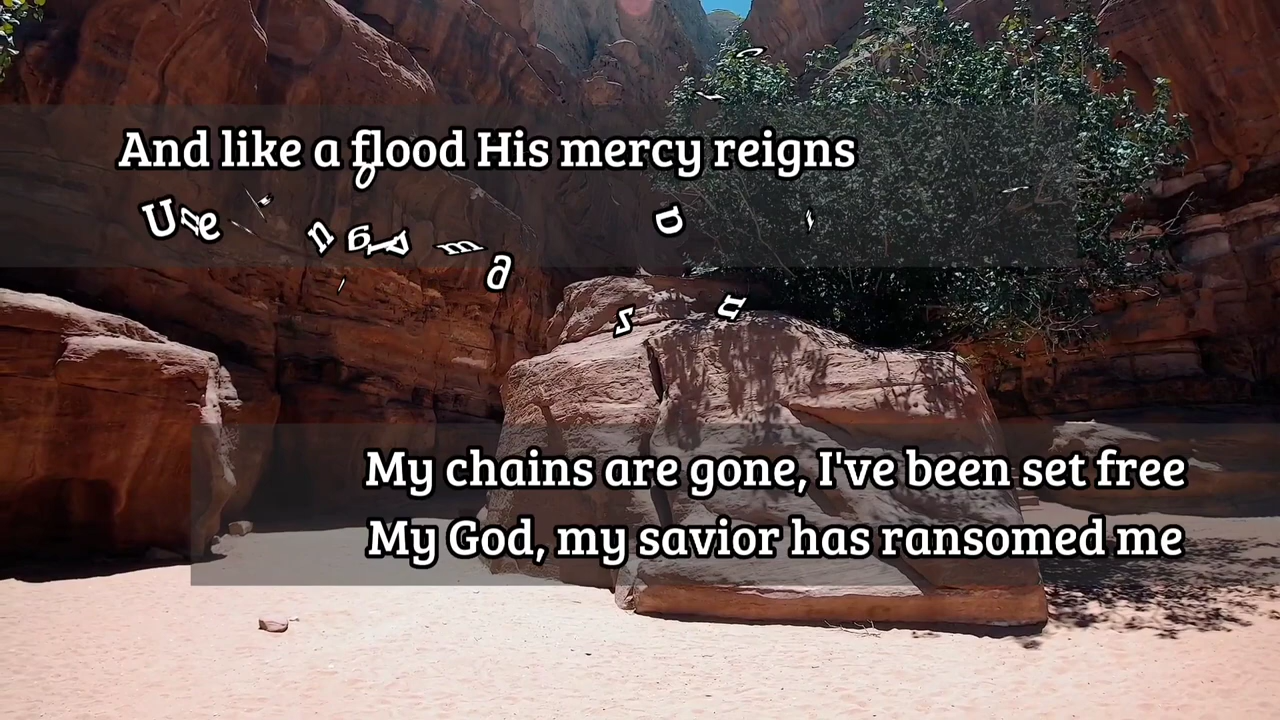 And like a flood His mercy reigns
My chains are gone, I've been set free
My God, my savior has ransomed me